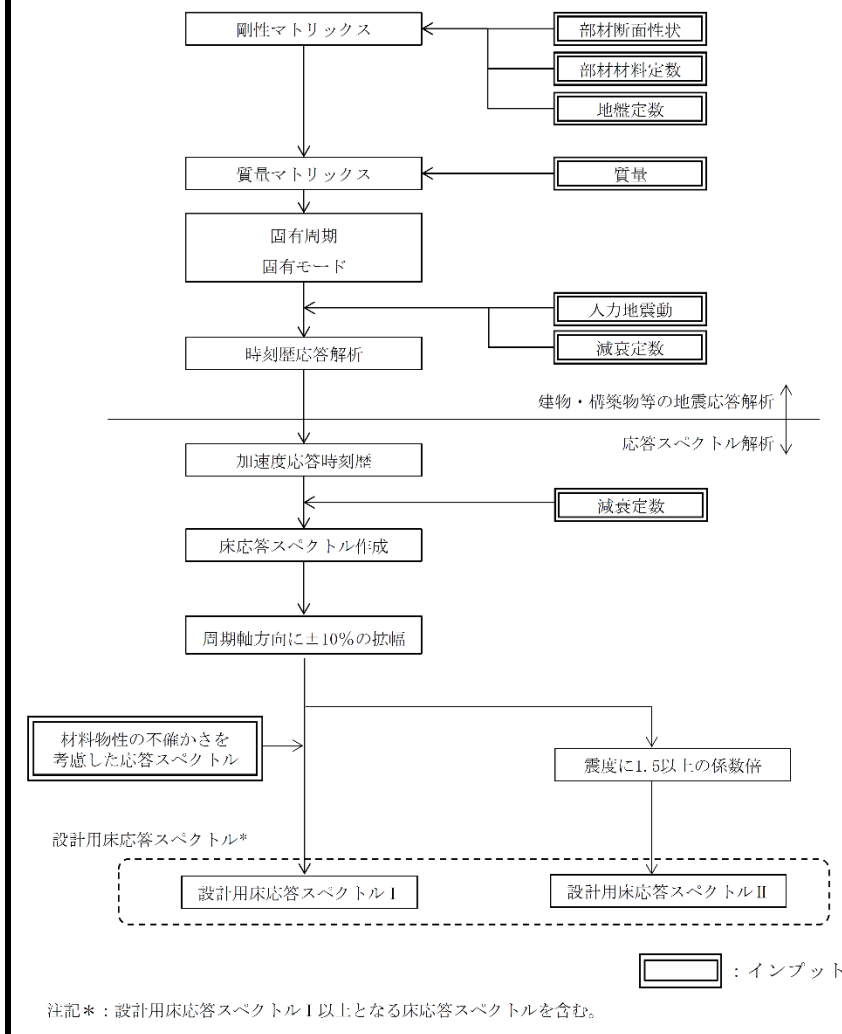 剛性マトリックス
部材断面性状
部材材料定数
地盤定数
質量マトリックス
質量
固有周期
固有モード
入力地震動
減衰定数
時刻歴応答解析
建物・構築物等の地震応答解析
応答スペクトル解析
加速度応答時刻歴
減衰定数
床応答スペクトル作成
周期軸方向に±10%の拡幅
材料物性の不確かさを
考慮した応答スペクトル
震度に1.5以上の係数倍
設計用床応答スペクトル*
設計用床応答スペクトルⅠ
設計用床応答スペクトルⅡ
:インプット
注記*:設計用床応答スペクトルⅠ以上となる床応答スペクトルを含む。